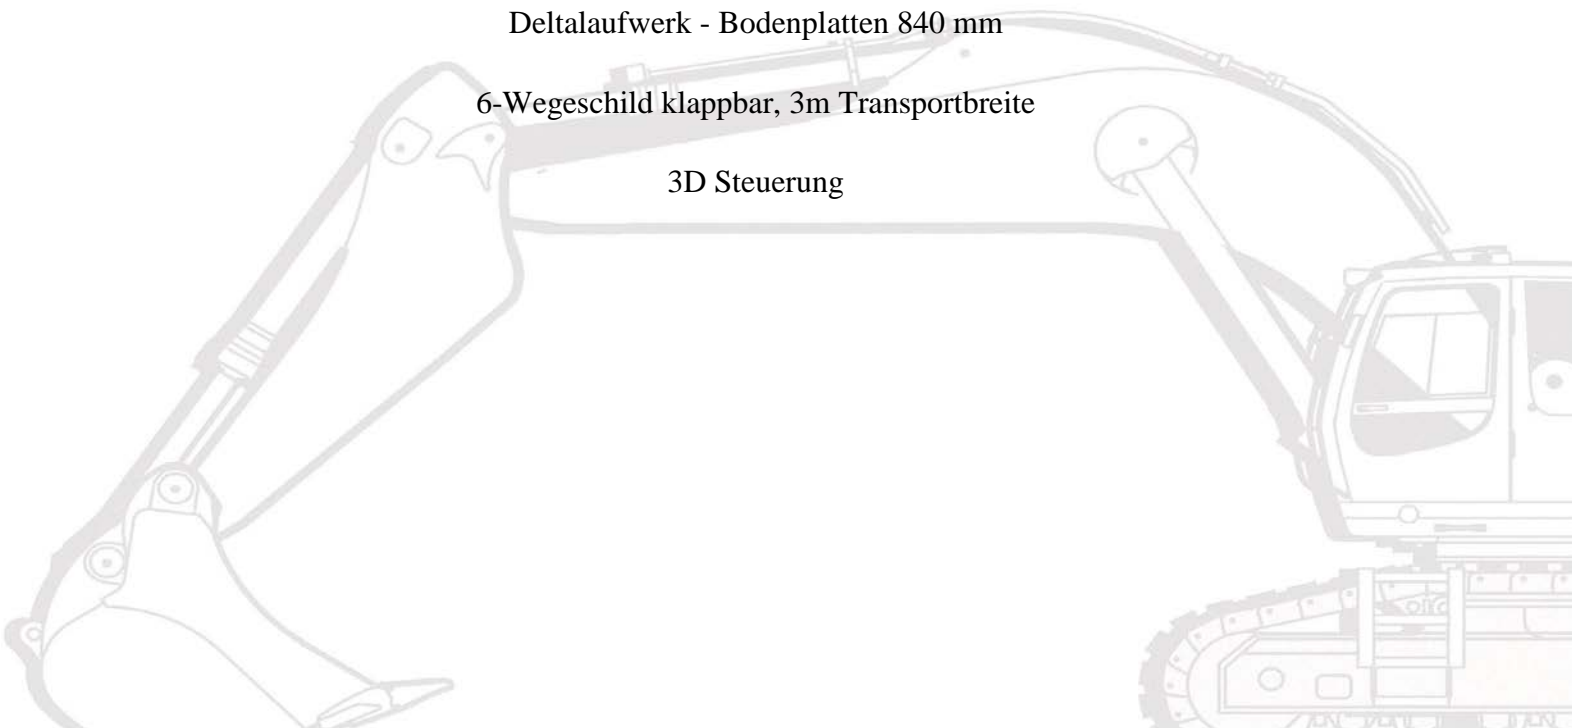 Deltalaufwerk - Bodenplatten 840 mm
6-Wegeschild klappbar, 3m Transportbreite
3D Steuerung